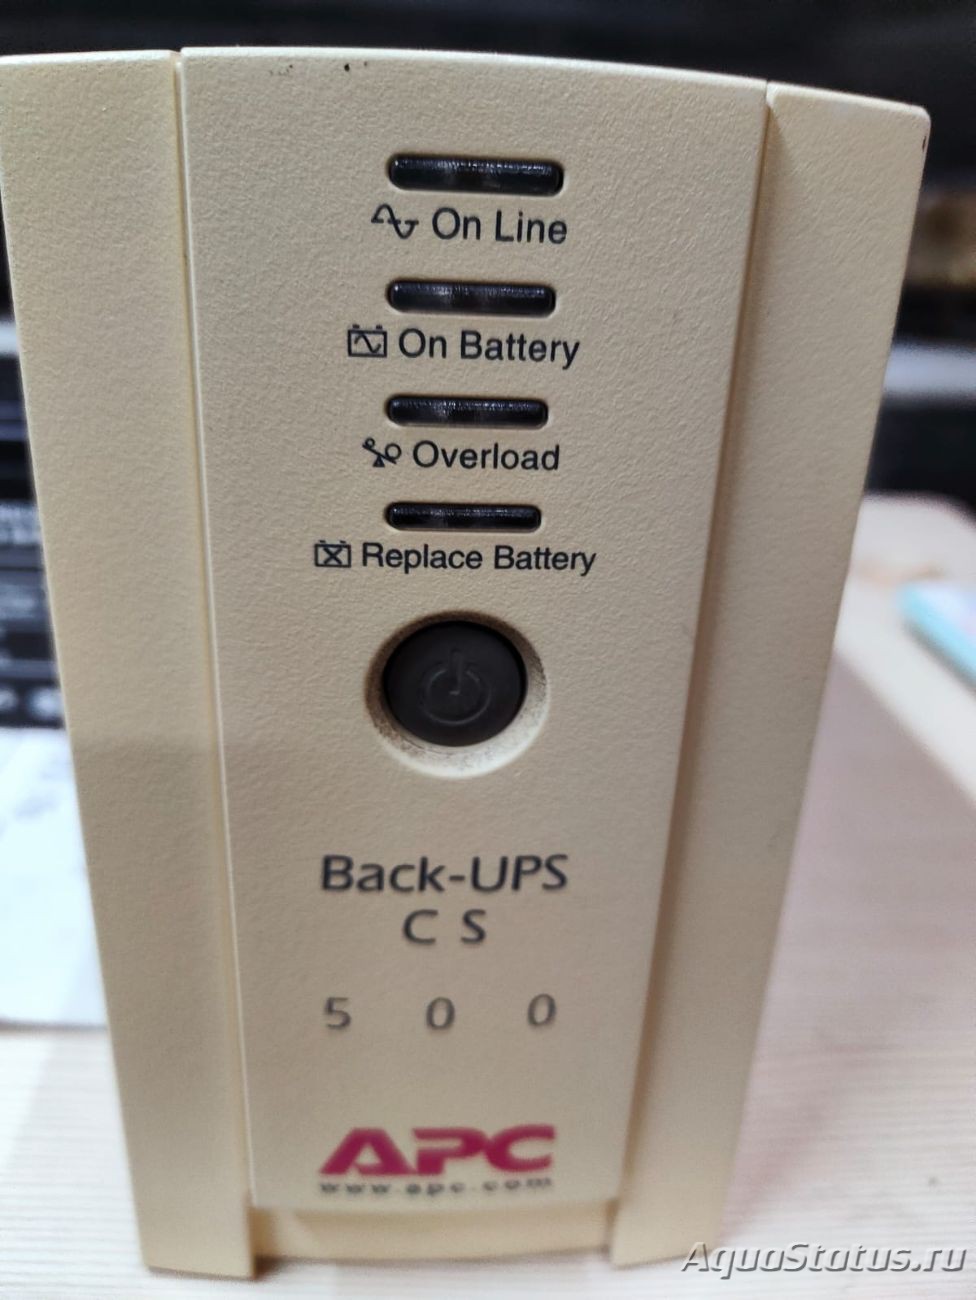 On Line
On Battery
Overload
Replace Battery
Back-UPS
CS
500
APC
www.apc.com
AquaStatus.ru